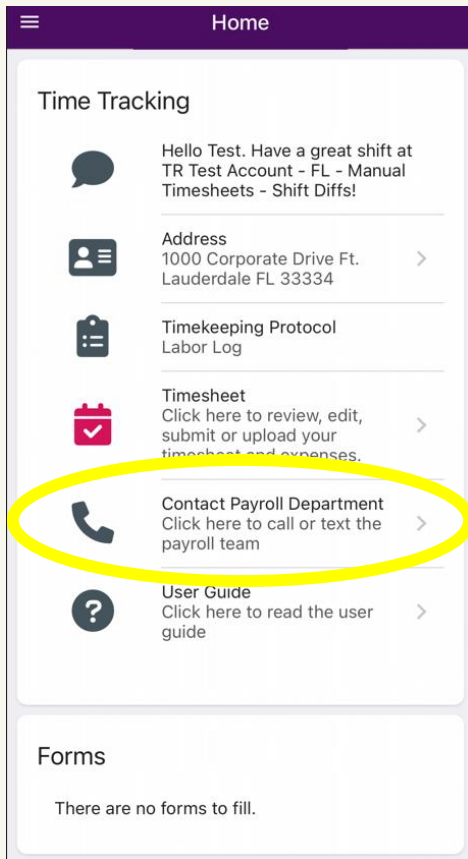 Home
Time Tracking
Hello Test. Have a great shift at
TR Test Account - FL - Manual
Timesheets - Shift Diffs!
Address
1000 Corporate Drive Ft.
Lauderdale FL 33334
Timekeeping Protocol
Labor Log
Timesheet
Click here to review, edit,
submit or upload your
timesheet and expenses.
Contact Payroll Department
Click here to call or text the
payroll team
User Guide
Click here to read the user
guide
Forms
There are no forms to fill.